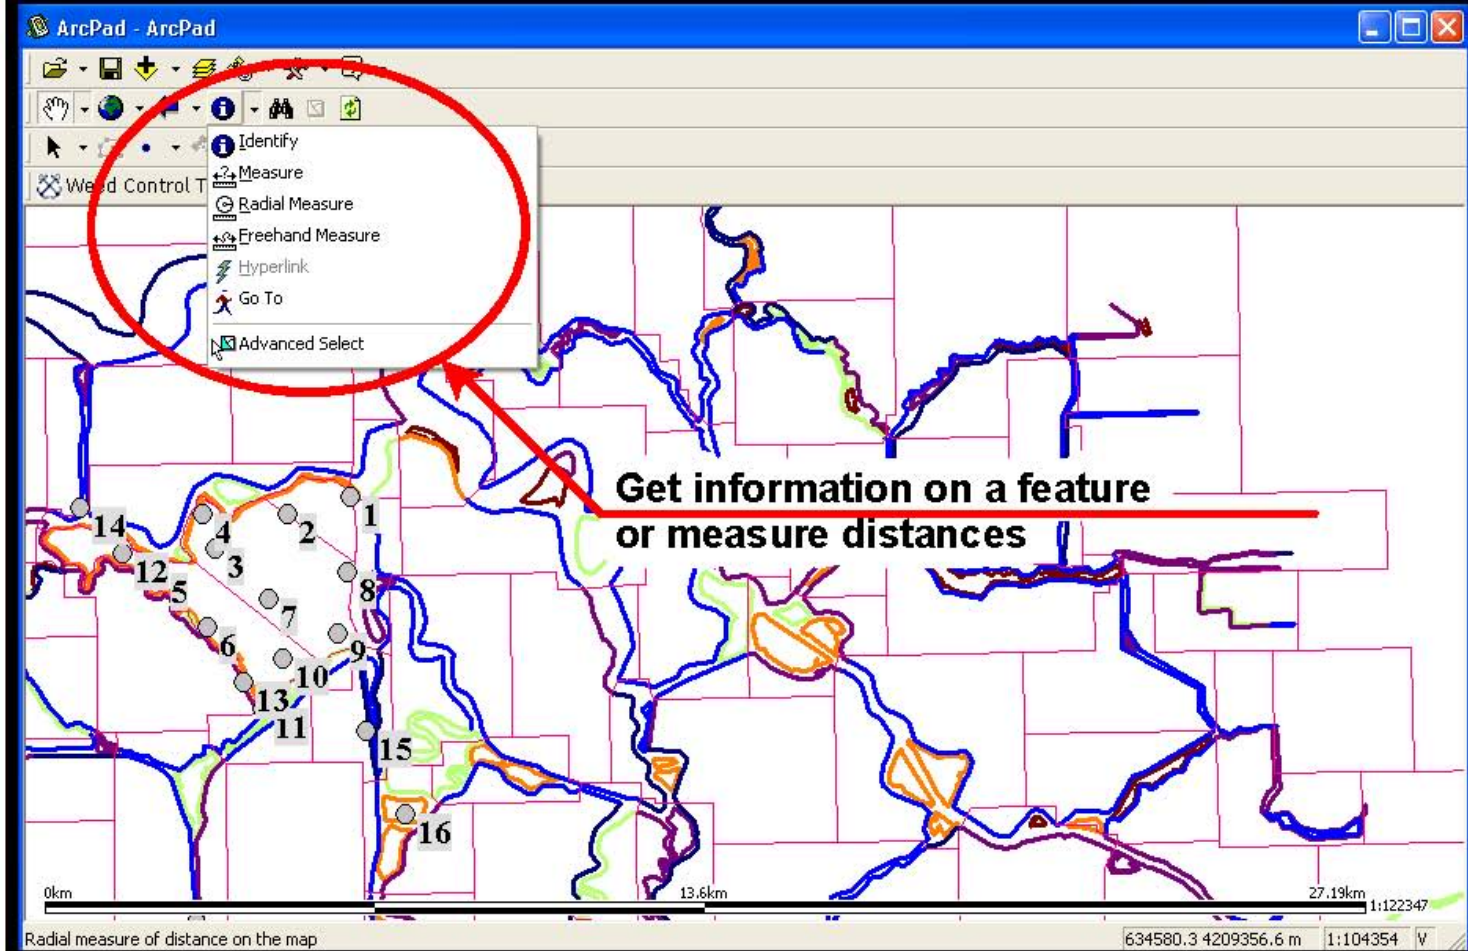 ArcPad - ArcPad
Weed Control T
Identify
Measure
Radial Measure
Freehand Measure
Hyperlink
Go To
Advanced Select
Get information on a feature
or measure distances
1
2
4
14
3
12
5
8
7
6
9
10
13
11
15
16
0km
13.6km
27.19km
1:122347
Radial measure of distance on the map
634580.3 4209356.6 m
1:104354
V